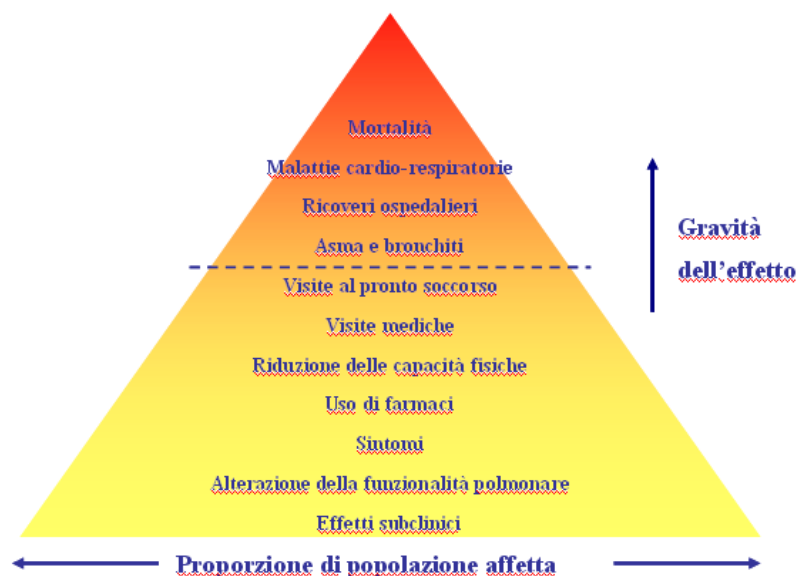 Mortalità
Malattie cardio-respiratorie
Ricoveri ospedalieri
Asma e bronchiti
Visite al pronto soccorso
Visite mediche
Riduzione delle capacità fisiche
Uso di farmaci
Sintomi
Alterazione della funzionalità polmonare
Effetti subclinici
Gravità
dell'effetto
Proporzione di popolazione affetta